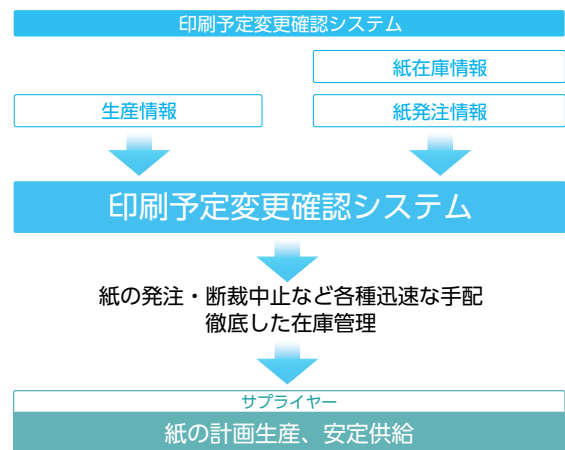 印刷予定変更確認システム
紙在庫情報
生産情報
紙発注情報
印刷予定変更確認システム
紙の発注・断裁中止など各種迅速な手配
徹底した在庫管理
サプライヤー
紙の計画生産、安定供給